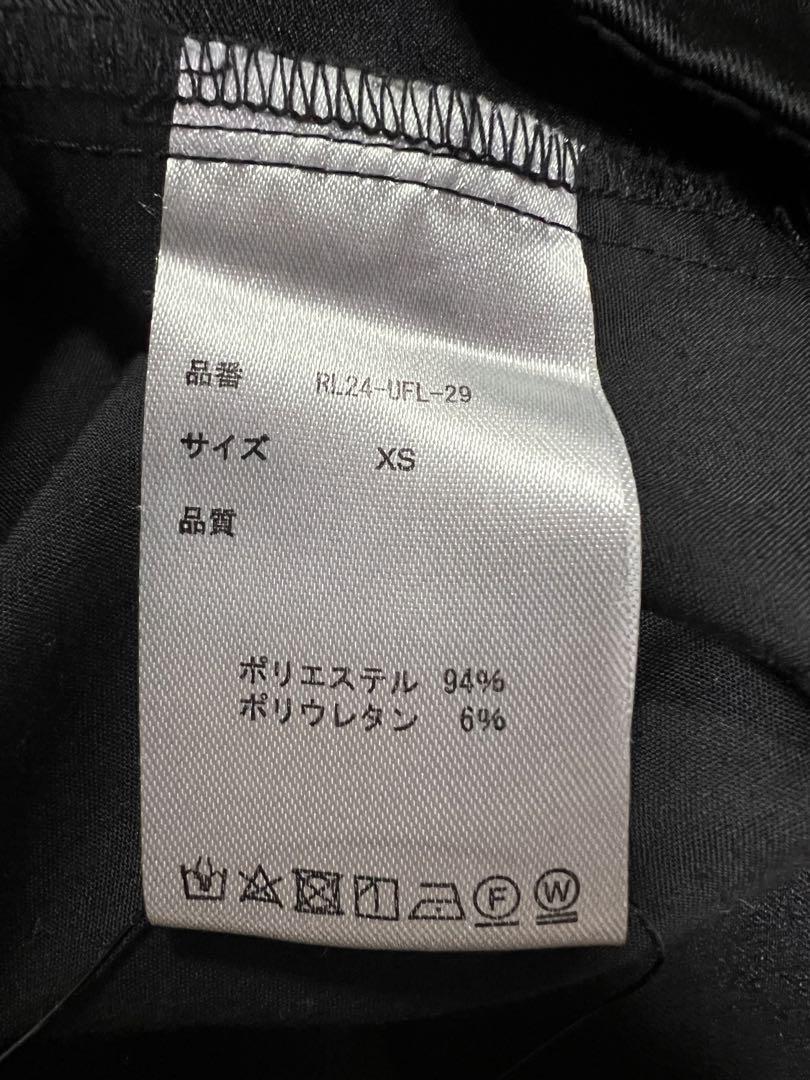 品番 RL24-UFL-29
サイズ XS
品質
ポリエステル 94%
ポリウレタン 6%
F W